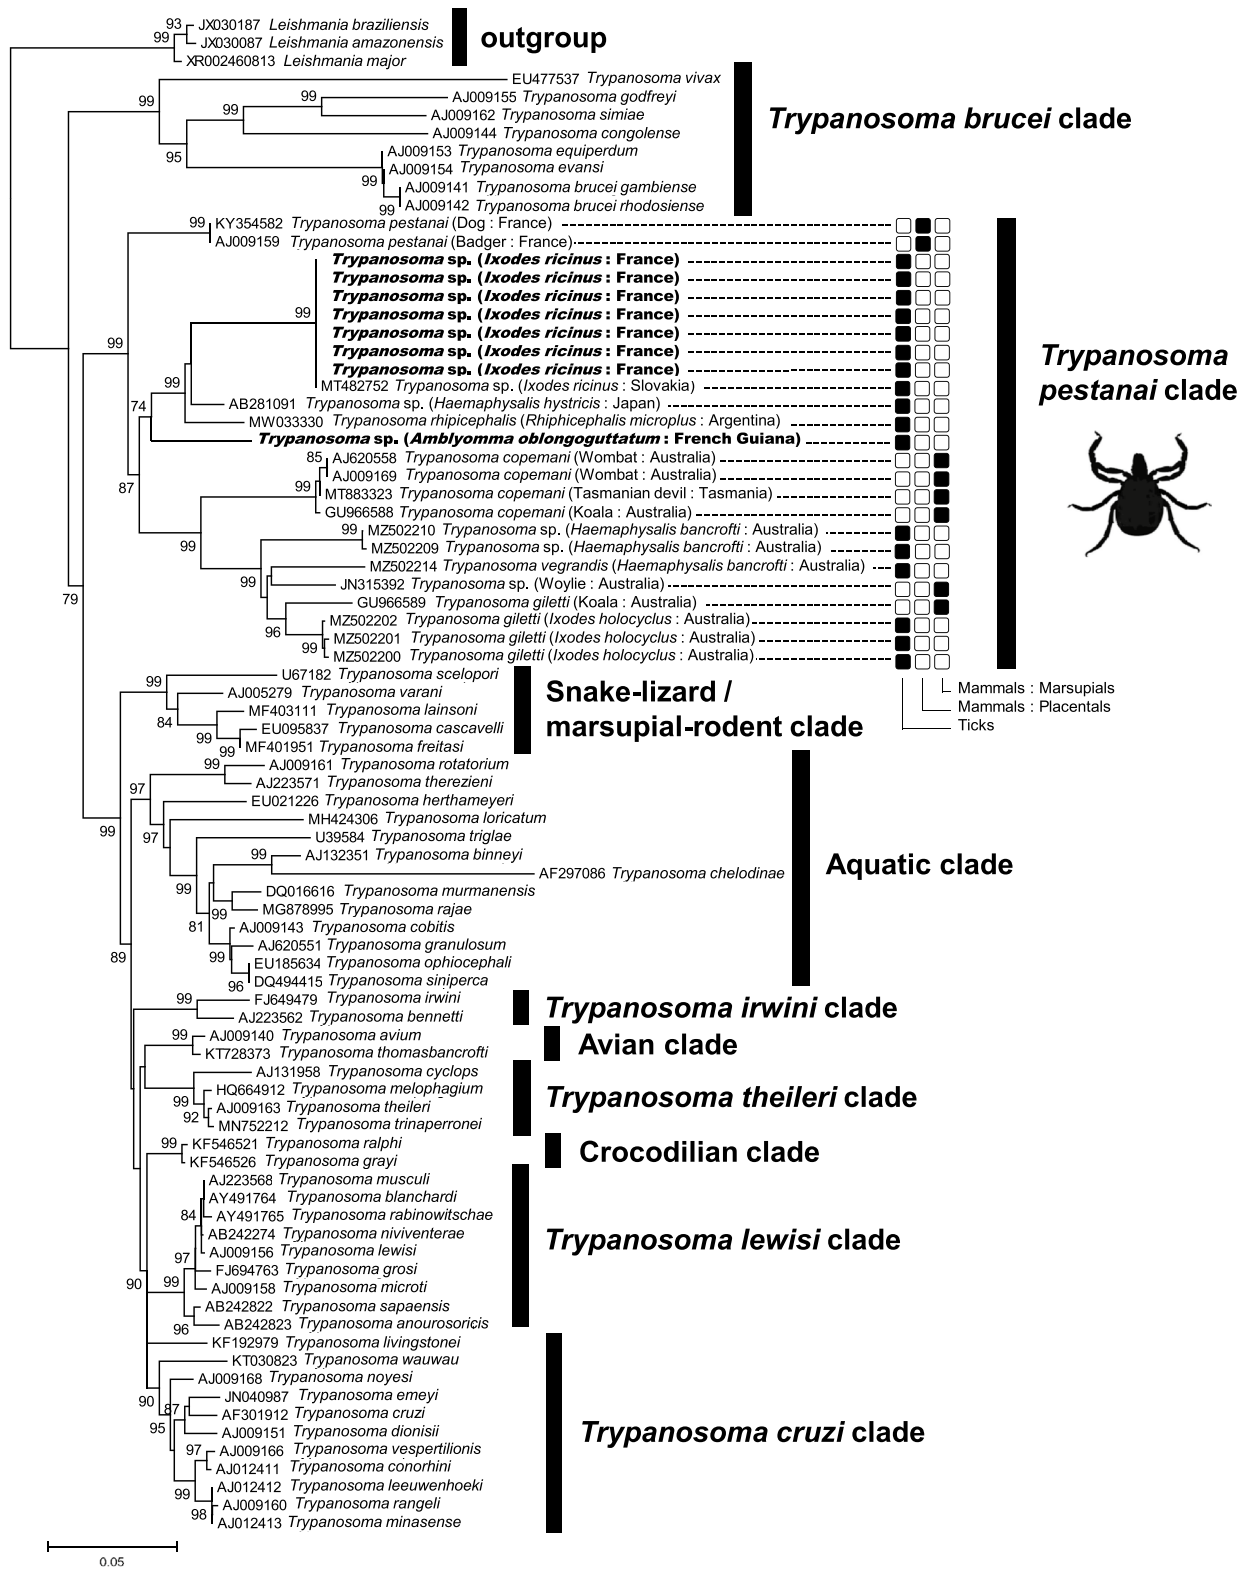 93
99
JX030187 Leishmania braziliensis
JX030087 Leishmania amazonensis
XR002460813 Leishmania major
outgroup
99
EU477537 Trypanosoma vivax
99
99
AJ009155 Trypanosoma godfreyi
AJ009162 Trypanosoma simiae
AJ009144 Trypanosoma congolense
95
AJ009153 Trypanosoma equiperdum
99
AJ009154 Trypanosoma evansi
AJ009141 Trypanosoma brucei gambiense
99
AJ009142 Trypanosoma brucei rhodosiense
Trypanosoma brucei clade
99
KY354582 Trypanosoma pestanai (Dog : France)
AJ009159 Trypanosoma pestanai (Badger : France)
Trypanosoma sp. (Ixodes ricinus : France)
Trypanosoma sp. (Ixodes ricinus : France)
Trypanosoma sp. (Ixodes ricinus : France)
99
Trypanosoma sp. (Ixodes ricinus : France)
Trypanosoma sp. (Ixodes ricinus : France)
99
Trypanosoma sp. (Ixodes ricinus : France)
Trypanosoma sp. (Ixodes ricinus : France)
99
MT482752 Trypanosoma sp. (Ixodes ricinus : Slovakia)
74
AB281091 Trypanosoma sp. (Haemaphysalis hystricis : Japan)
MW033330 Trypanosoma rhipicephalis (Rhiphicephalus microplus : Argentina)
Trypanosoma sp. (Amblyomma oblongoguttatum : French Guiana)
87
85
AJ620558 Trypanosoma copemani (Wombat : Australia)
AJ009169 Trypanosoma copemani (Wombat : Australia)
99
MT883323 Trypanosoma copemani (Tasmanian devil : Tasmania)
GU966588 Trypanosoma copemani (Koala : Australia)
99
99
MZ502210 Trypanosoma sp. (Haemaphysalis bancrofti : Australia)
MZ502209 Trypanosoma sp. (Haemaphysalis bancrofti : Australia)
99
MZ502214 Trypanosoma vegrandis (Haemaphysalis bancrofti : Australia)
JN315392 Trypanosoma sp. (Woylie : Australia)
GU966589 Trypanosoma giletti (Koala : Australia)
96
MZ502202 Trypanosoma giletti (Ixodes holocyclus : Australia)
99
MZ502201 Trypanosoma giletti (Ixodes holocyclus : Australia)
MZ502200 Trypanosoma giletti (Ixodes holocyclus : Australia)
Trypanosoma
pestanai clade
Mammals : Marsupials
Mammals : Placentals
Ticks
79
99
U67182 Trypanosoma scelopori
AJ005279 Trypanosoma varani
84
MF403111 Trypanosoma lainsoni
99
EU095837 Trypanosoma cascavelli
99
MF401951 Trypanosoma freitasi
Snake-lizard /
marsupial-rodent clade
99
97
99
AJ009161 Trypanosoma rotatorium
AJ223571 Trypanosoma therezieni
EU021226 Trypanosoma herthameyeri
97
MH424306 Trypanosoma loricatum
U39584 Trypanosoma triglae
99
99
AJ132351 Trypanosoma binneyi
AF297086 Trypanosoma chelodinae
DQ016616 Trypanosoma murmanensis
99
MG878995 Trypanosoma rajae
81
AJ009143 Trypanosoma cobitis
99
AJ620551 Trypanosoma granulosum
EU185634 Trypanosoma ophiocephali
96
DQ494415 Trypanosoma siniperca
Aquatic clade
89
99
FJ649479 Trypanosoma irwini
AJ223562 Trypanosoma bennetti
Trypanosoma irwini clade
99
AJ009140 Trypanosoma avium
KT728373 Trypanosoma thomasbancrofti
Avian clade
AJ131958 Trypanosoma cyclops
99
HQ664912 Trypanosoma melophagium
92
AJ009163 Trypanosoma theileri
MN752212 Trypanosoma trinaperronei
Trypanosoma theileri clade
99
KF546521 Trypanosoma ralphi
KF546526 Trypanosoma grayi
Crocodilian clade
90
AJ223568 Trypanosoma musculi
AY491764 Trypanosoma blanchardi
84
AY491765 Trypanosoma rabinowitschae
AB242274 Trypanosoma niviventerae
97
AJ009156 Trypanosoma lewisi
FJ694763 Trypanosoma grosi
99
AJ009158 Trypanosoma microti
AB242822 Trypanosoma sapaensis
96
AB242823 Trypanosoma anourosoricis
Trypanosoma lewisi clade
KF192979 Trypanosoma livingstonei
KT030823 Trypanosoma wauwau
90
AJ009168 Trypanosoma noyesi
87
JN040987 Trypanosoma emeyi
AF301912 Trypanosoma cruzi
95
AJ009151 Trypanosoma dionisii
97
AJ009166 Trypanosoma vespertilionis
AJ012411 Trypanosoma conorhini
99
AJ012412 Trypanosoma leeuwenhoeki
98
AJ009160 Trypanosoma rangeli
AJ012413 Trypanosoma minasense
Trypanosoma cruzi clade
0.05